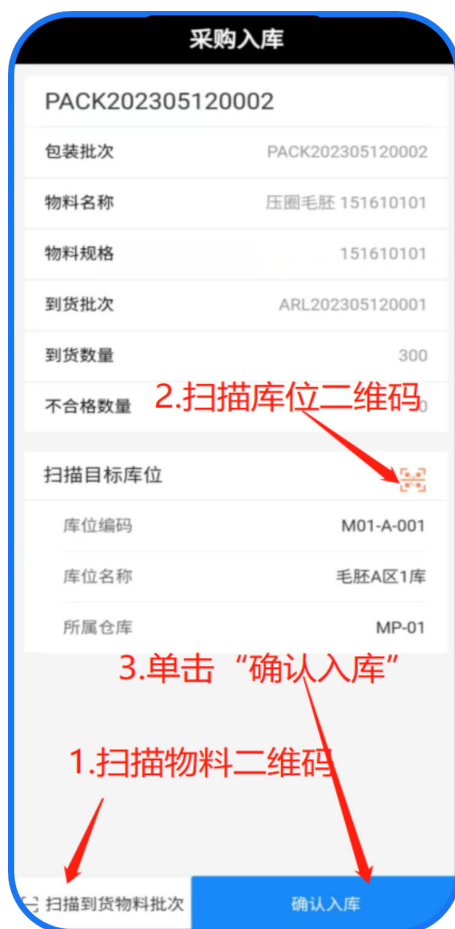 采购入库
PACK202305120002
包装批次 PACK202305120002
物料名称 压圈毛胚 151610101
物料规格 151610101
到货批次 ARL202305120001
到货数量 300
不合格数量 0
2.扫描库位二维码
扫描目标库位
库位编码 M01-A-001
库位名称 毛胚A区1库
所属仓库 MP-01
3.单击“确认入库”
1.扫描物料二维码
扫描到货物料批次 确认入库